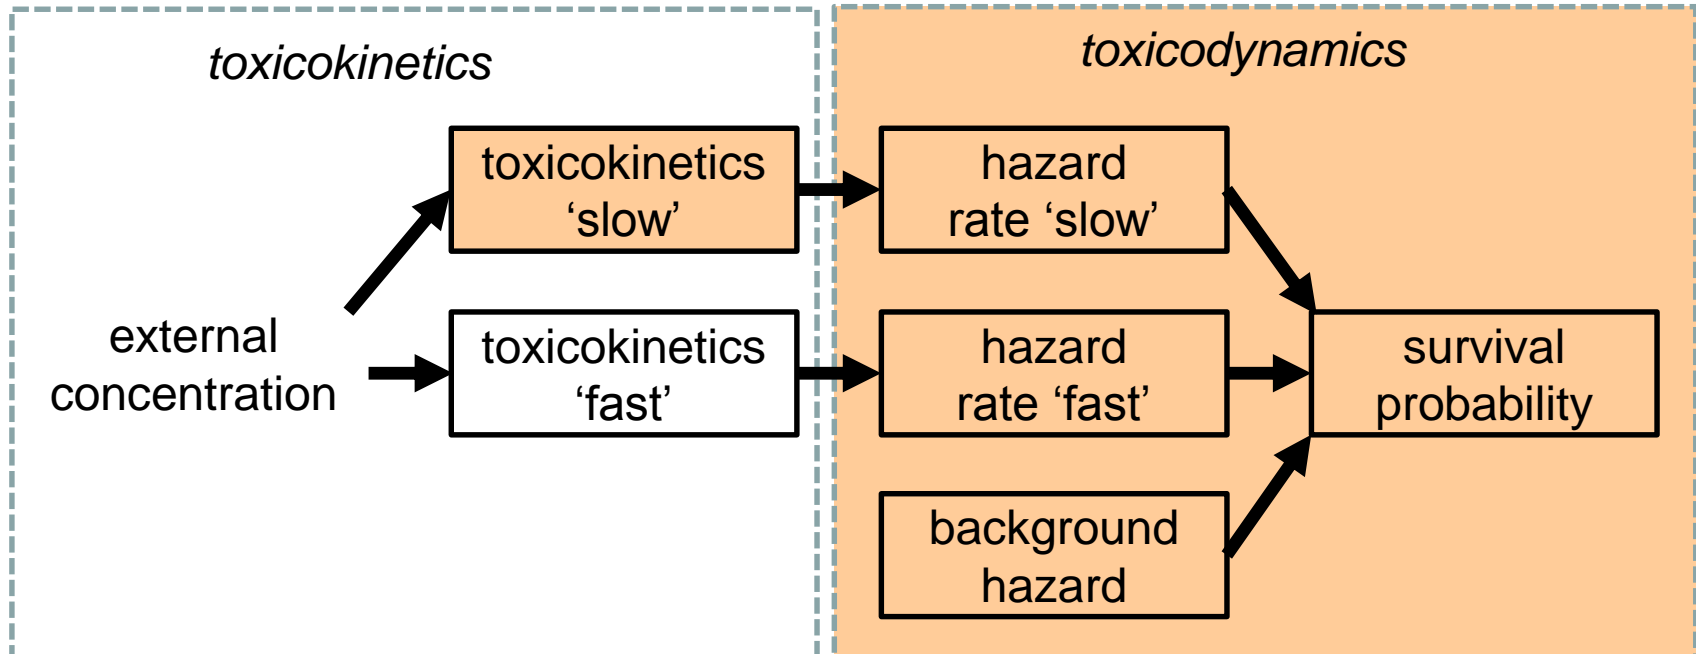 toxicokinetics
toxicodynamics
toxicokinetics
‘slow’
hazard
rate ‘slow’
external
concentration
toxicokinetics
‘fast’
hazard
rate ‘fast’
survival
probability
background
hazard